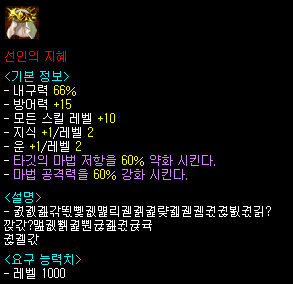 선인의 지혜
<기본 정보>
- 내구력 66%
- 방어력 +15
- 모든 스킬 레벨 +10
- 지식 +1/레벨 2
- 운 +1/레벨 2
- 타깃의 마법 저항을 60% 약화 시킨다.
- 마법 공격력을 60% 강화 시킨다.
<설명>
<요구 능력치>
- 레벨 1000